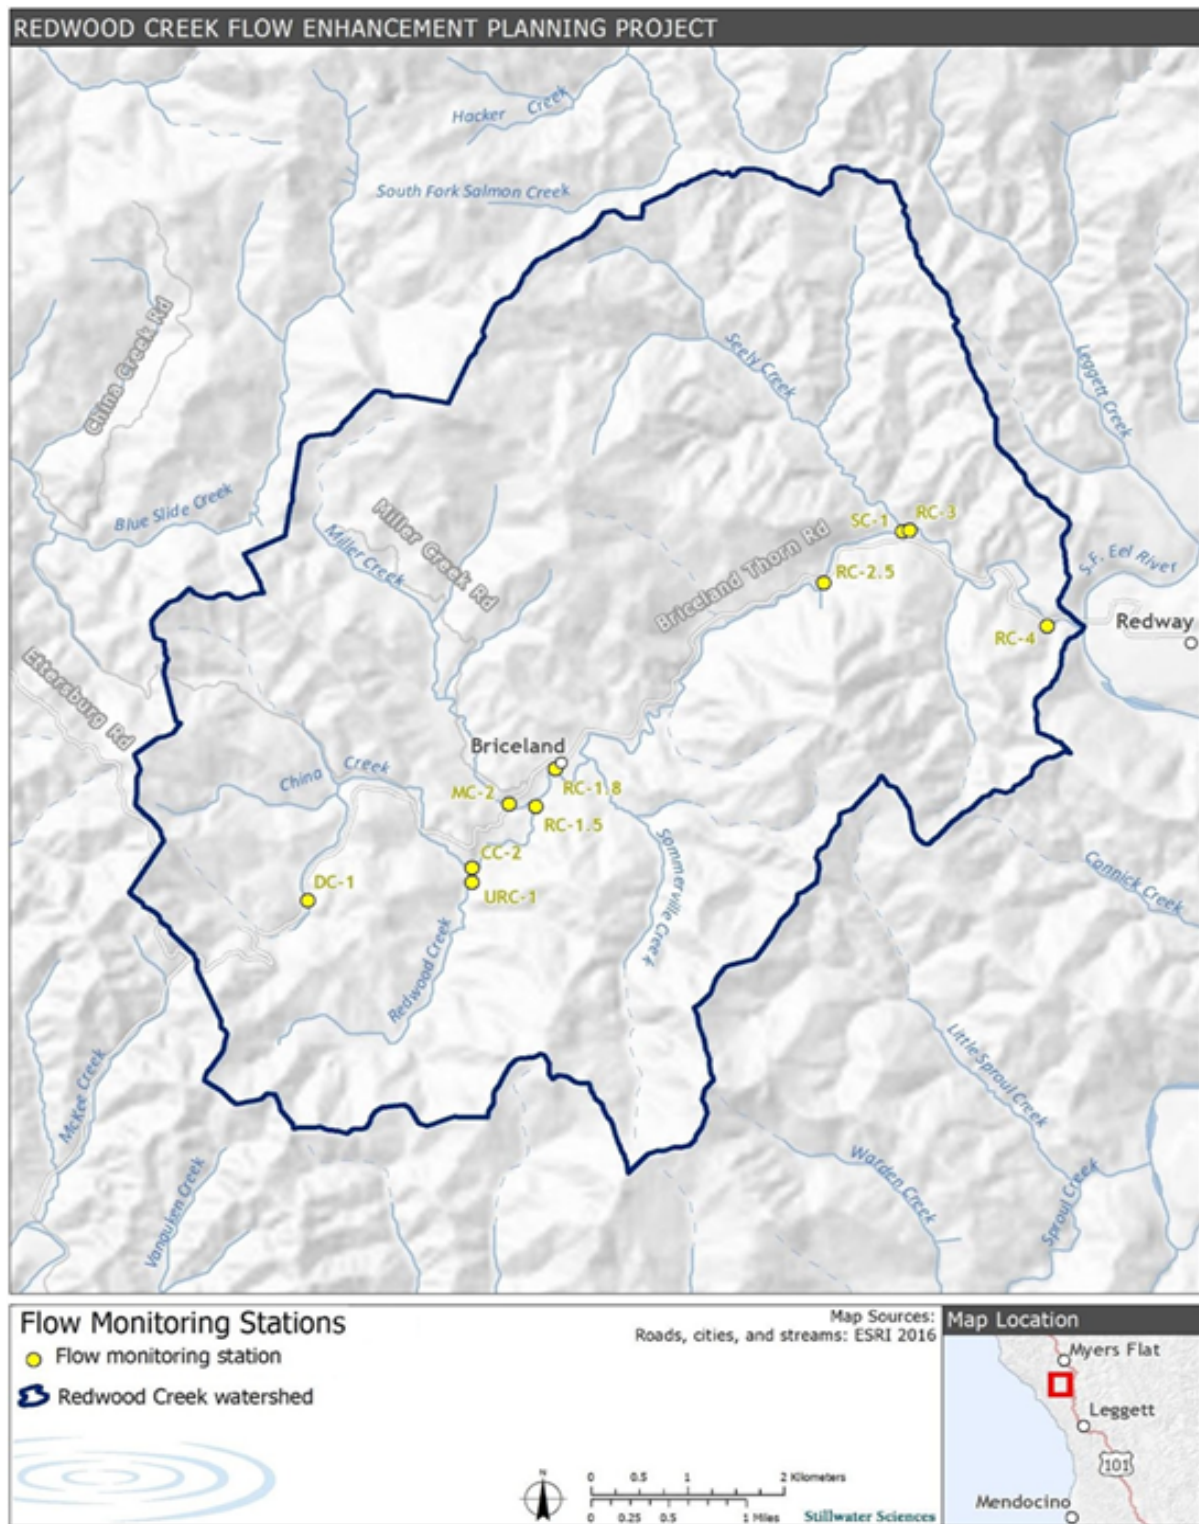 REDWOOD CREEK FLOW ENHANCEMENT PLANNING PROJECT
Hacker Creek
South Fork Salmon Creek
China Creek Rd
Seely Creek
Leggett Creek
Blue Slide Creek
Miller Creek
Miller Creek Rd
SC-1
RC-3
Briceland Thorn Rd
S.F. Eel River
RC-2.5
Redway
RC-4
Ettersburg Rd
Briceland
China Creek
MC-2
RC-1.8
RC-1.5
CC-2
DC-1
URC-1
Sommerville Creek
Connick Creek
Redwood Creek
McKee Creek
Little Sproul Creek
Warden Creek
Sproul Creek
Vanauken Creek
Flow Monitoring Stations
Flow monitoring station
Redwood Creek watershed
Map Sources:
Roads, cities, and streams: ESRI 2016
N
0 0.5 1 2 Kilometers
0 0.25 0.5 1 Miles
Stillwater Sciences
Map Location
Myers Flat
Leggett
101
Mendocino